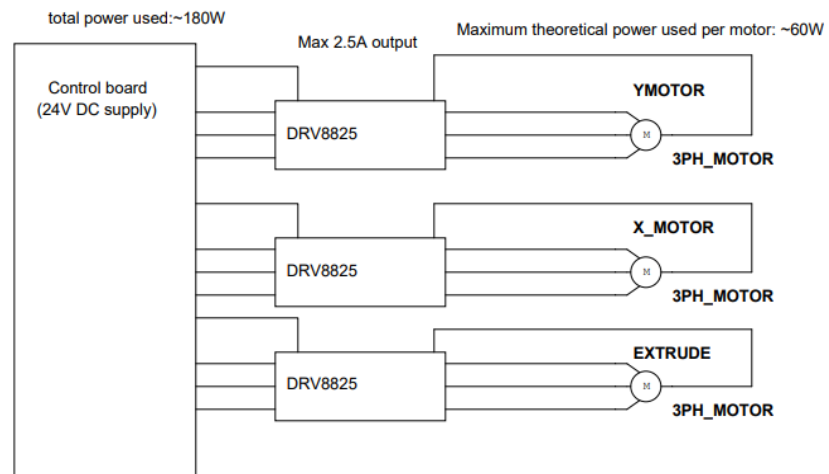 total power used:~180W
Max 2.5A output
Maximum theoretical power used per motor: ~60W
Control board
(24V DC supply)
DRV8825
YMOTOR
M
3PH_MOTOR
DRV8825
X_MOTOR
M
3PH_MOTOR
DRV8825
EXTRUDE
M
3PH_MOTOR